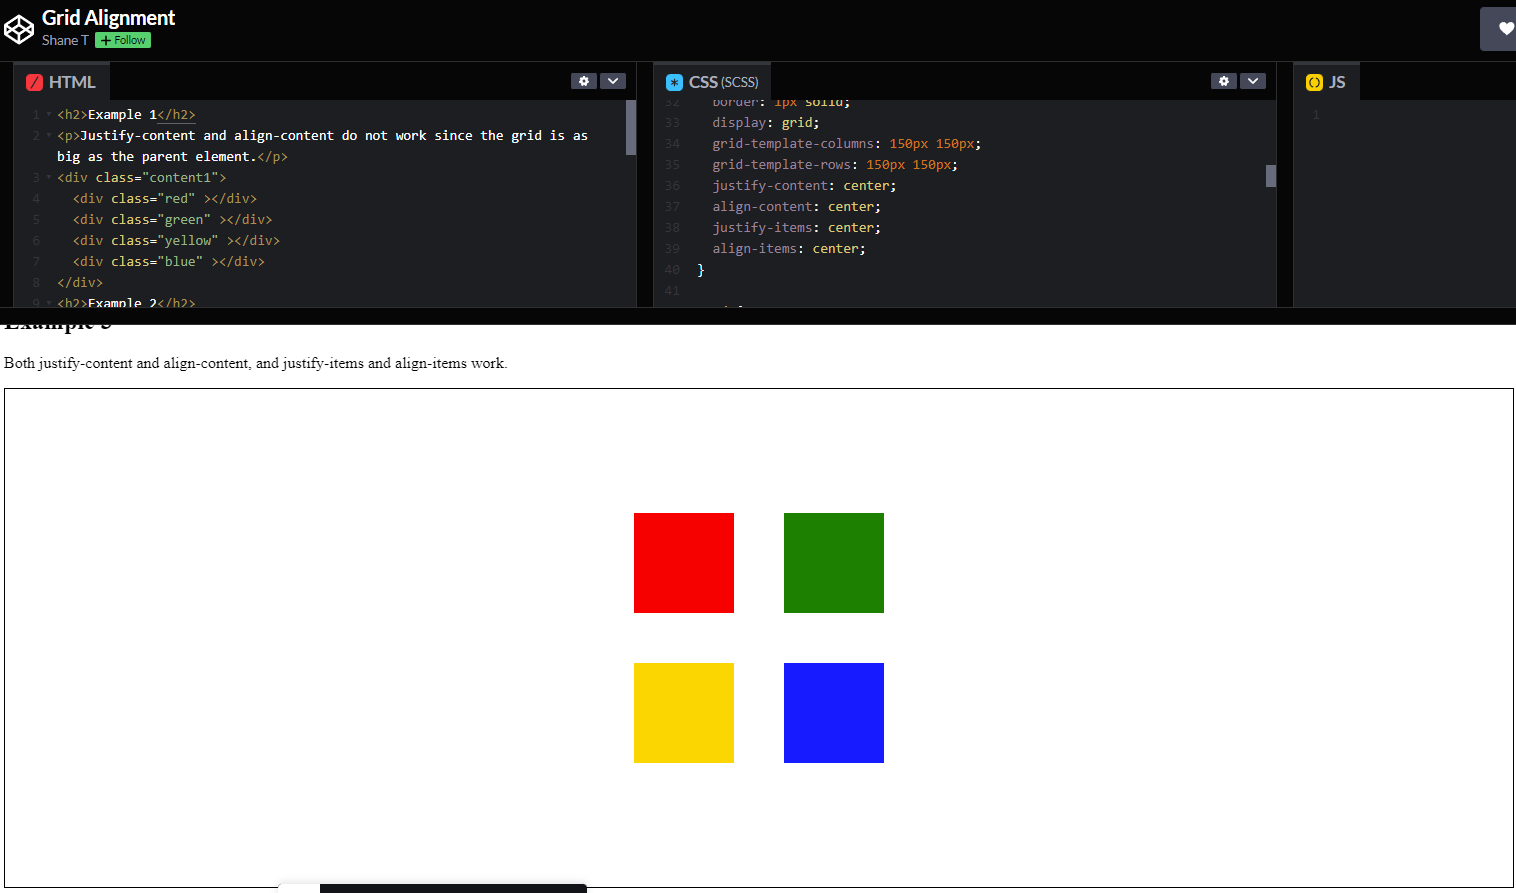 Grid Alignment
Shane T + Follow
HTML
1 <h2>Example 1</h2>
2 <p>Justify-content and align-content do not work since the grid is as
big as the parent element.</p>
3 <div class="content1">
4 <div class="red" ></div>
5 <div class="green" ></div>
6 <div class="yellow" ></div>
7 <div class="blue" ></div>
8 </div>
9 <h2>Example 2</h2>
CSS (SCSS)
32 border: 1px solid;
33 display: grid;
34 grid-template-columns: 150px 150px;
35 grid-template-rows: 150px 150px;
36 justify-content: center;
37 align-content: center;
38 justify-items: center;
39 align-items: center;
40 }
41
JS
1
Example 3
Both justify-content and align-content, and justify-items and align-items work.